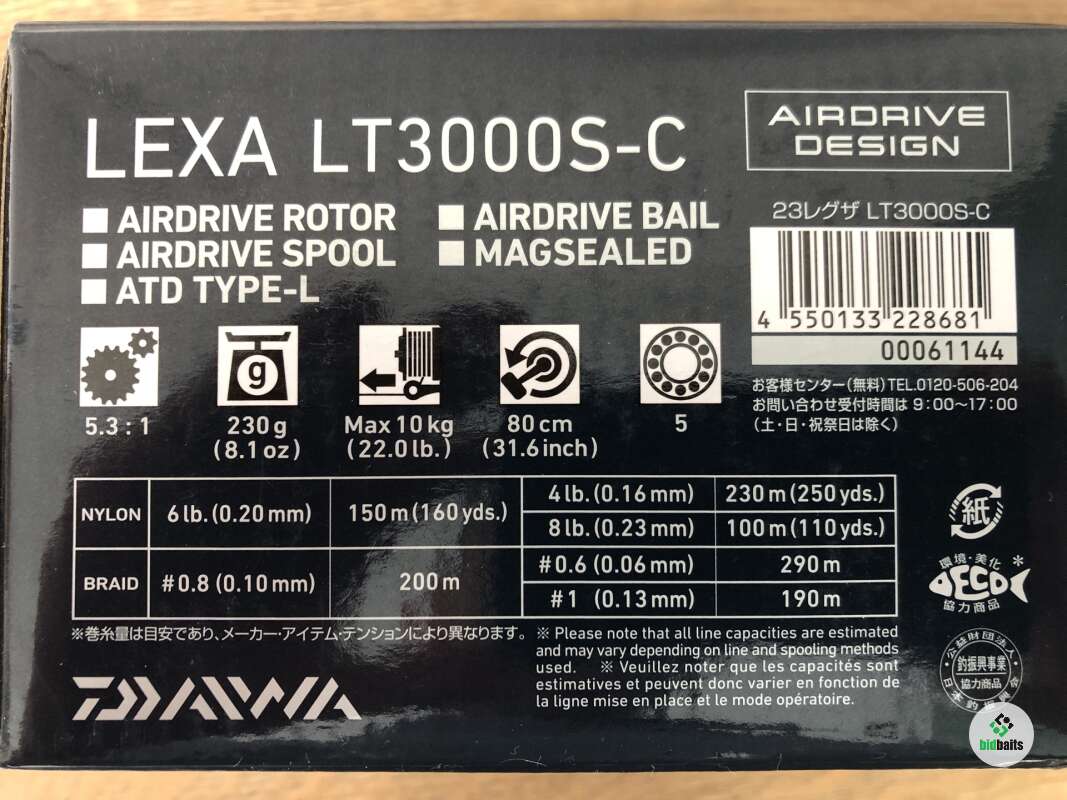 LEXA LT3000S-C
AIRDRIVE
DESIGN
■ AIRDRIVE ROTOR ■ AIRDRIVE BAIL
■ AIRDRIVE SPOOL ■ MAGSEALED
■ ATD TYPE-L
23レグザ LT3000S-C
4 550133 228681
00061144
お客様センター(無料)TEL.0120-506-204
お問い合わせ受付時間は 9:00〜17:00
(土・日・祝祭日は除く)
g
5.3 : 1
230 g
(8.1 oz)
Max 10 kg
(22.0 lb.)
80 cm
(31.6 inch)
5
NYLON 6 lb. (0.20 mm) 150 m (160 yds.)
4 lb. (0.16 mm) 230 m (250 yds.)
8 lb. (0.23 mm) 100 m (110 yds.)
BRAID #0.8 (0.10 mm) 200 m
#0.6 (0.06 mm) 290 m
#1 (0.13 mm) 190 m
※巻糸量は目安であり、メーカー・アイテム・テンションにより異なります。
※ Please note that all line capacities are estimated
and may vary depending on line and spooling methods
used. ※ Veuillez noter que les capacités sont
estimatives et peuvent donc varier en fonction de
la ligne mise en place et le mode opératoire.
DAIWA
紙
環境・美化*
ECO
協力商品
公益財団法人・
日本釣振興会
釣振興事業
協力商品
bidbaits